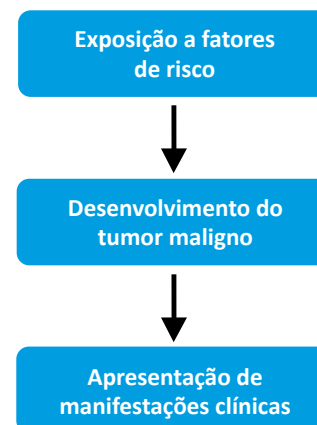 Exposição a fatores
de risco
Desenvolvimento do
tumor maligno
Apresentação de
manifestações clínicas